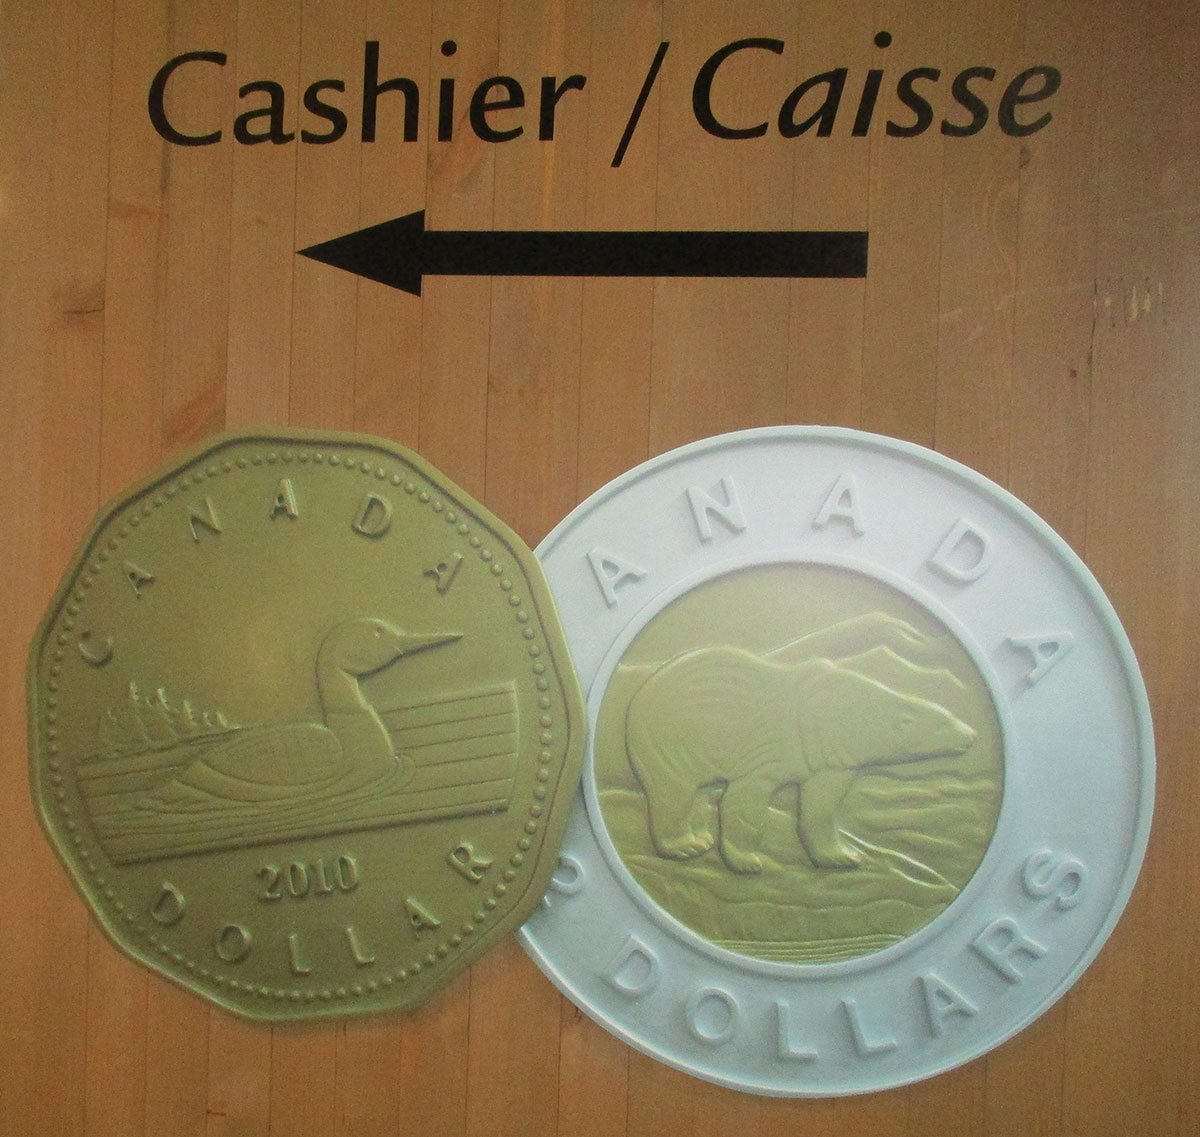 Cashier / Caisse
CANADA
2010
DOLLAR
ANADA
DOLLARS